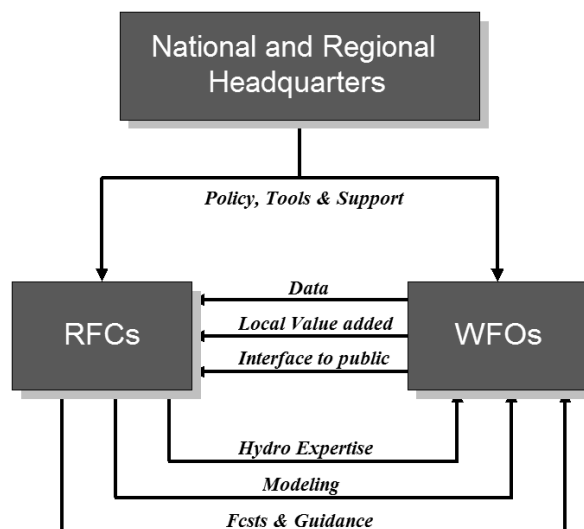 National and Regional
Headquarters
Policy, Tools & Support
Data
RFCs
Local Value added
WFOs
Interface to public
Hydro Expertise
Modeling
Fcsts & Guidance